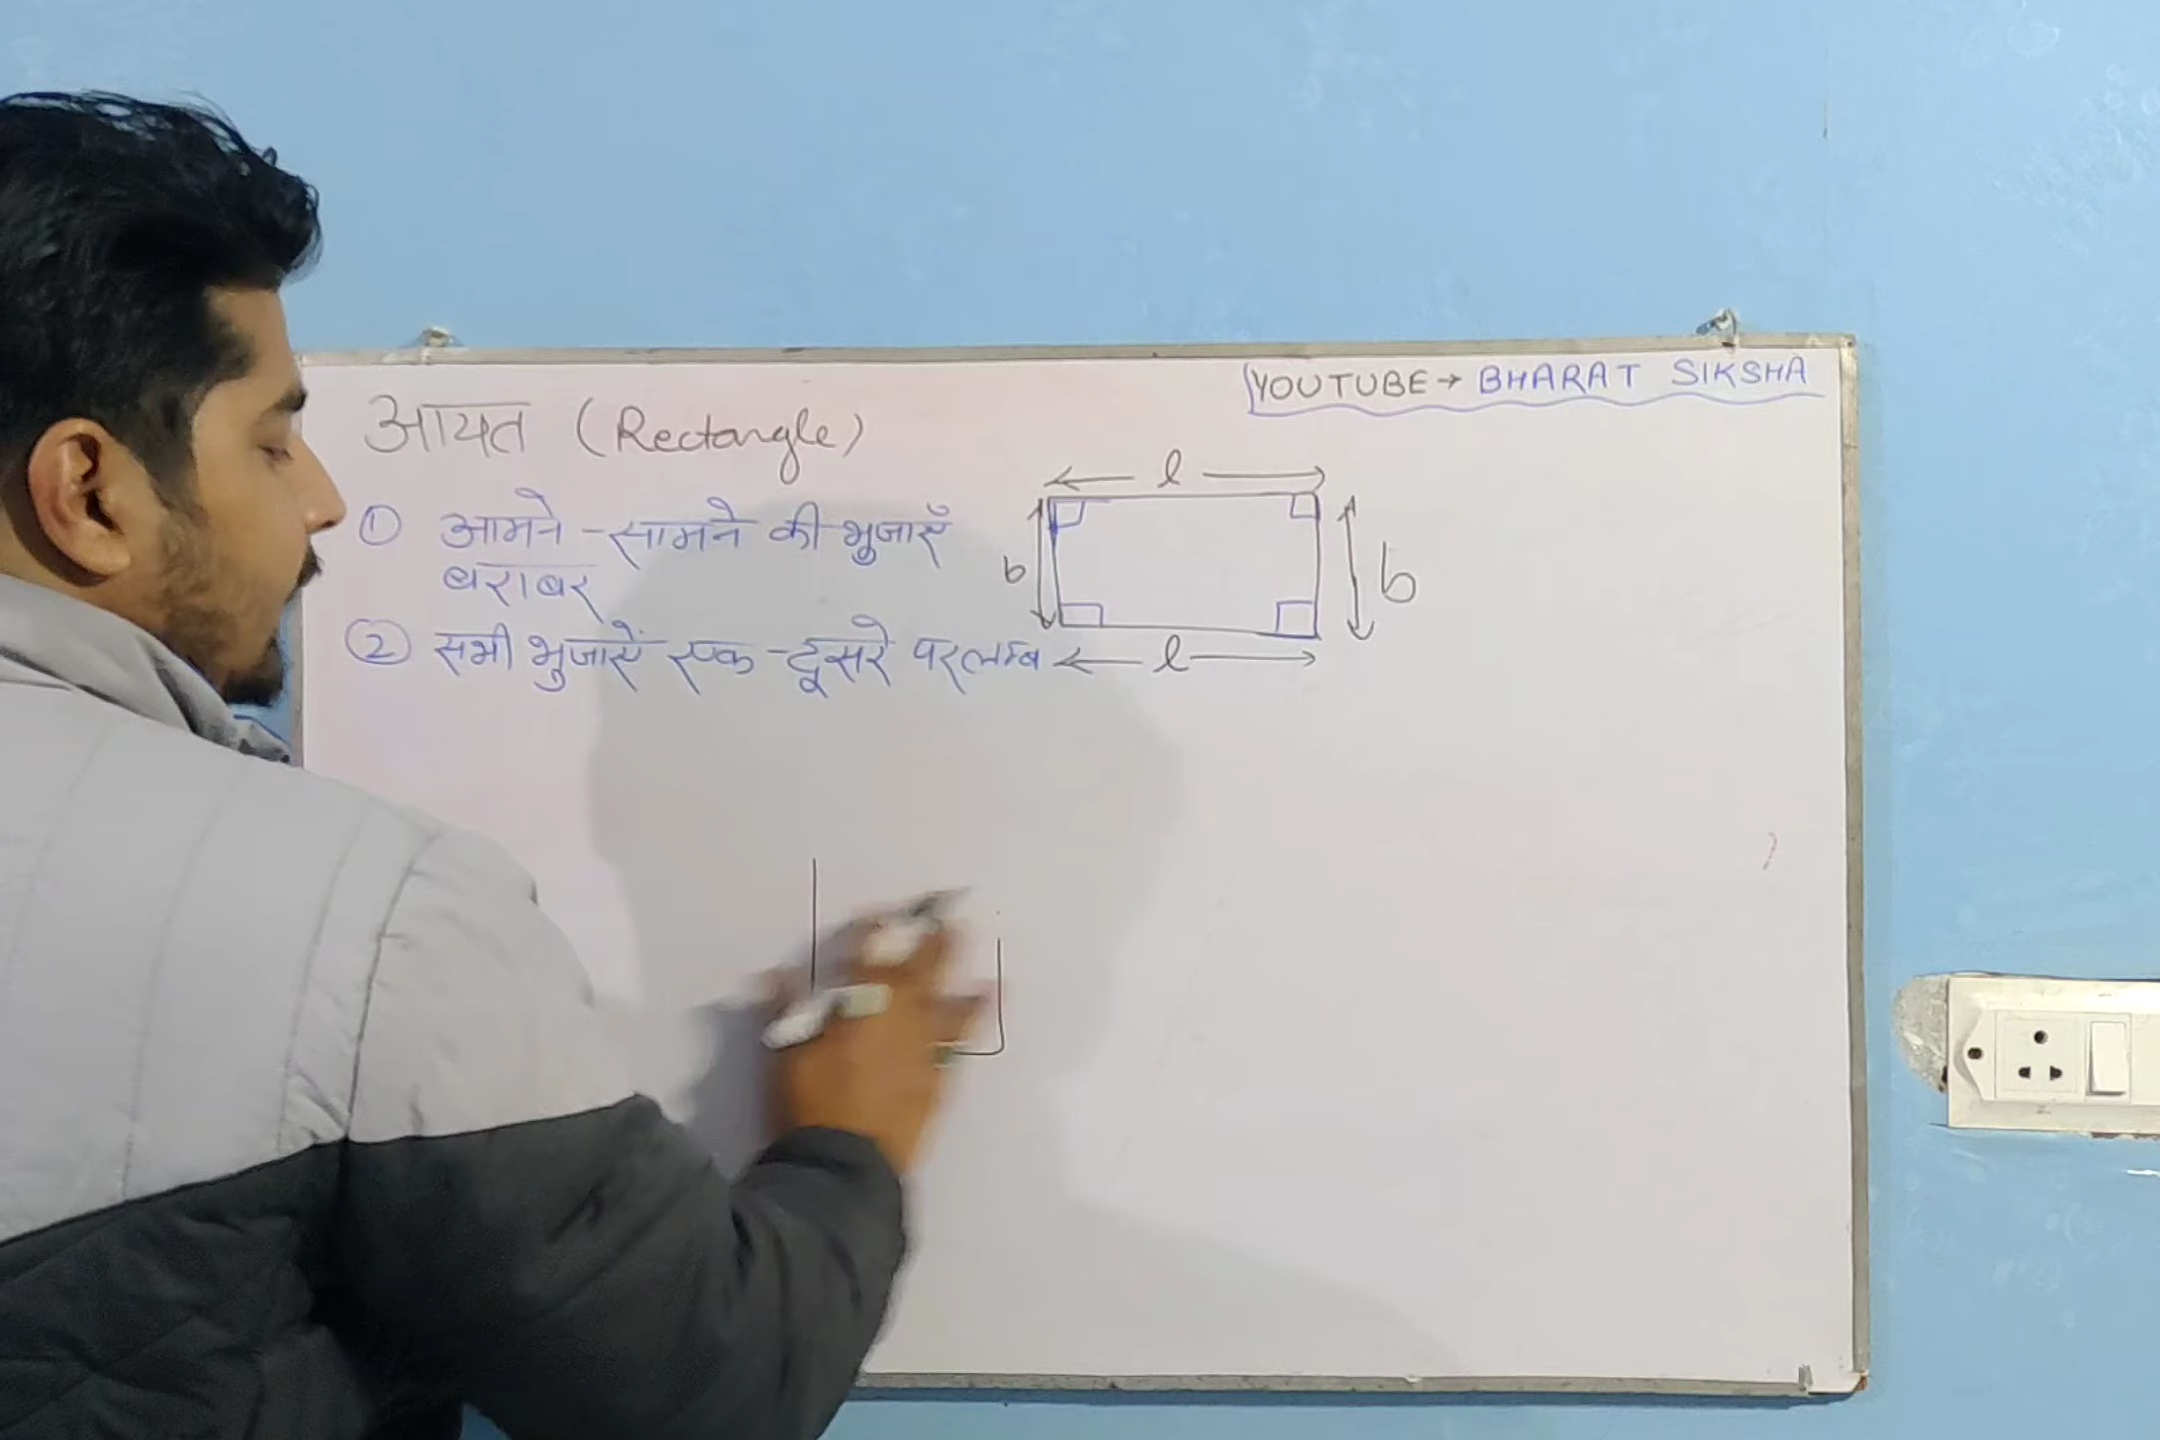 YOUTUBE → BHARAT SIKSHA
आयत (Rectangle)
① आमने-सामने की भुजाएँ
बराबर
② सभी भुजाऐं एक-दूसरे पर लम्ब
l
b
b
l